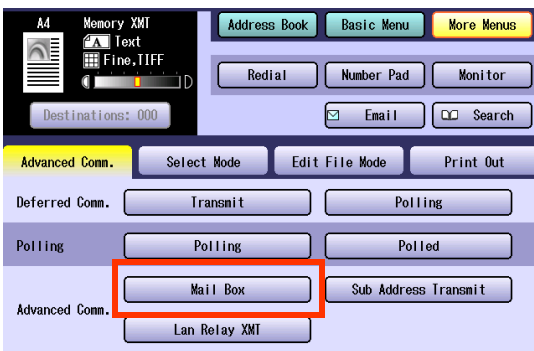 A4 Memory XMT Address Book Basic Menu More Menus
A Text
Fine,TIFF
D Redial Number Pad Monitor
Destinations: 000 Email Search
Advanced Comm. Select Mode Edit File Mode Print Out
Deferred Comm. Transmit Polling
Polling Polling Polled
Mail Box Sub Address Transmit
Advanced Comm.
Lan Relay XMT